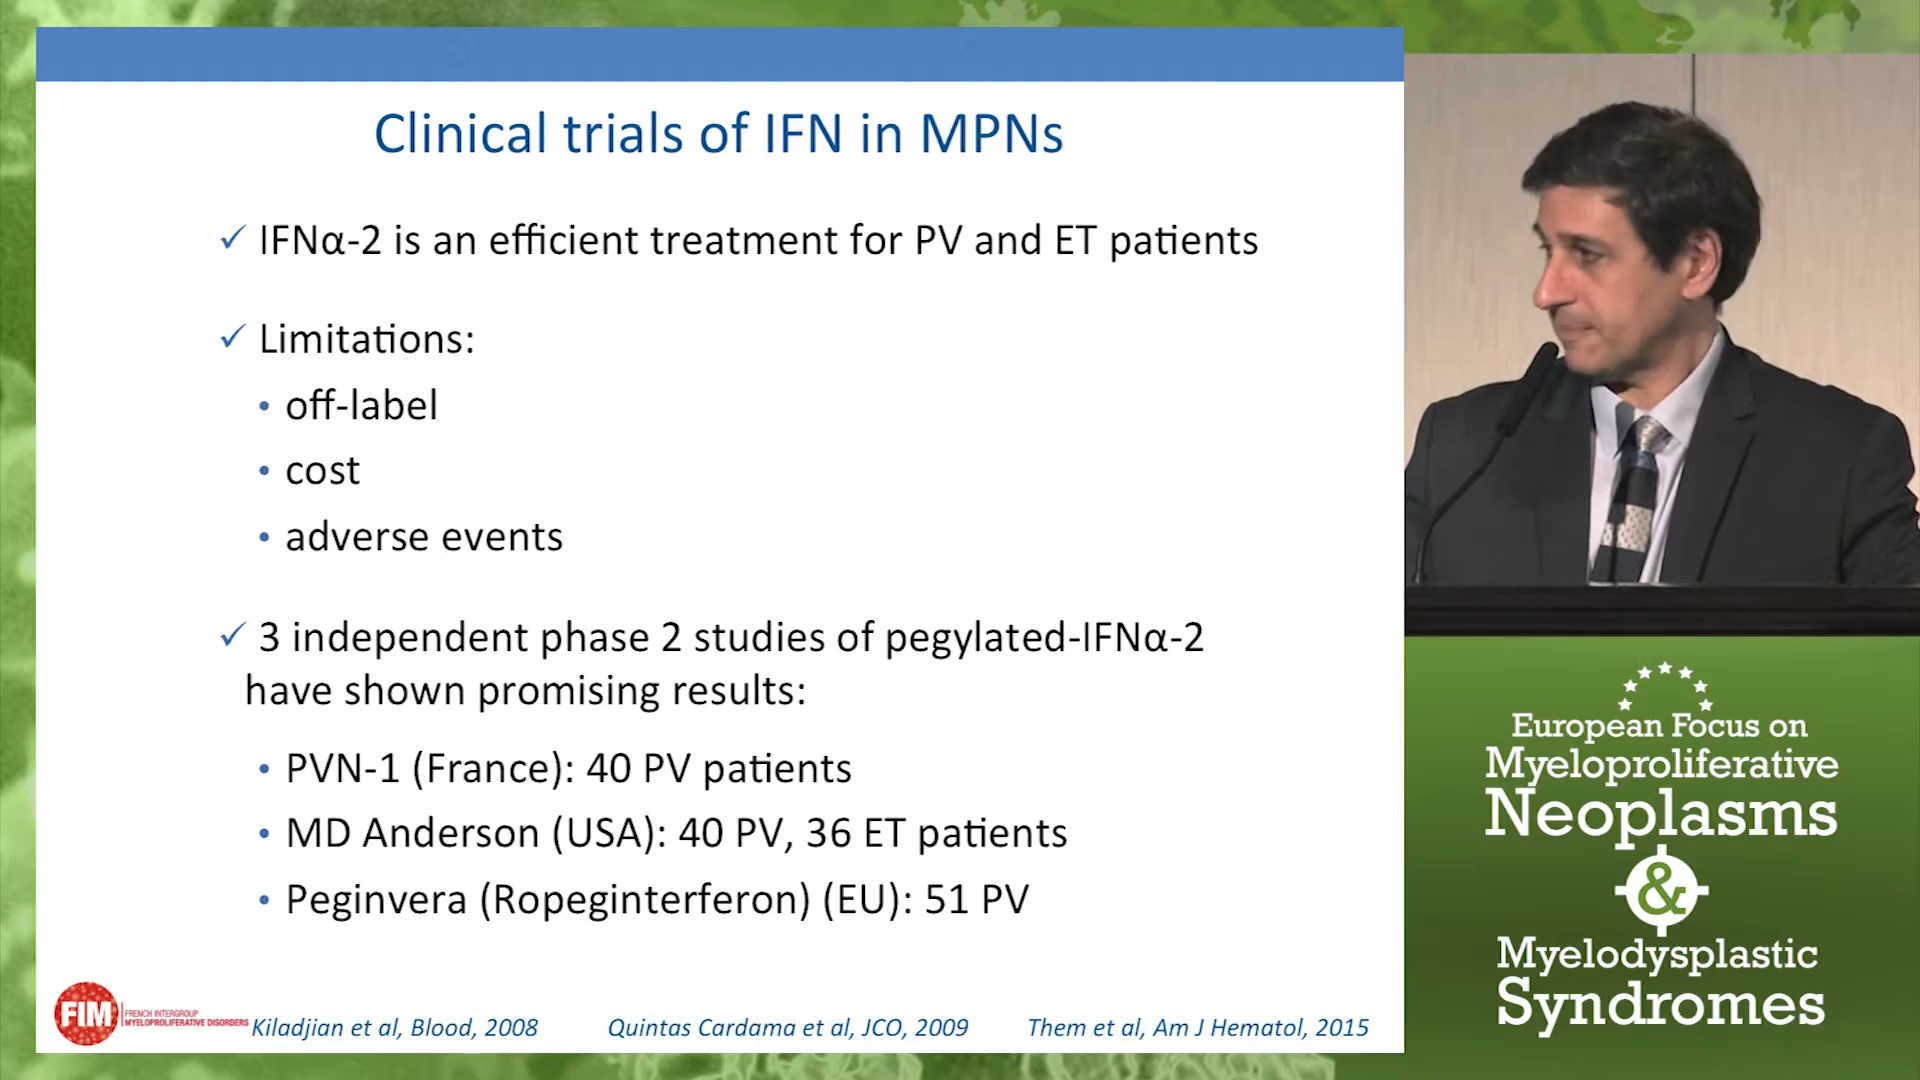 Clinical trials of IFN in MPNs
✓ IFNα-2 is an efficient treatment for PV and ET patients
✓ Limitations:
• off-label
• cost
• adverse events
✓ 3 independent phase 2 studies of pegylated-IFNα-2
have shown promising results:
• PVN-1 (France): 40 PV patients
• MD Anderson (USA): 40 PV, 36 ET patients
• Peginvera (Ropeginterferon) (EU): 51 PV
FIM
FRENCH INTERGROUP
MYELOPROLIFERATIVE DISORDERS
Kiladjian et al, Blood, 2008
Quintas Cardama et al, JCO, 2009
Them et al, Am J Hematol, 2015
European Focus on
Myeloproliferative
Neoplasms
&
Myelodysplastic
Syndromes